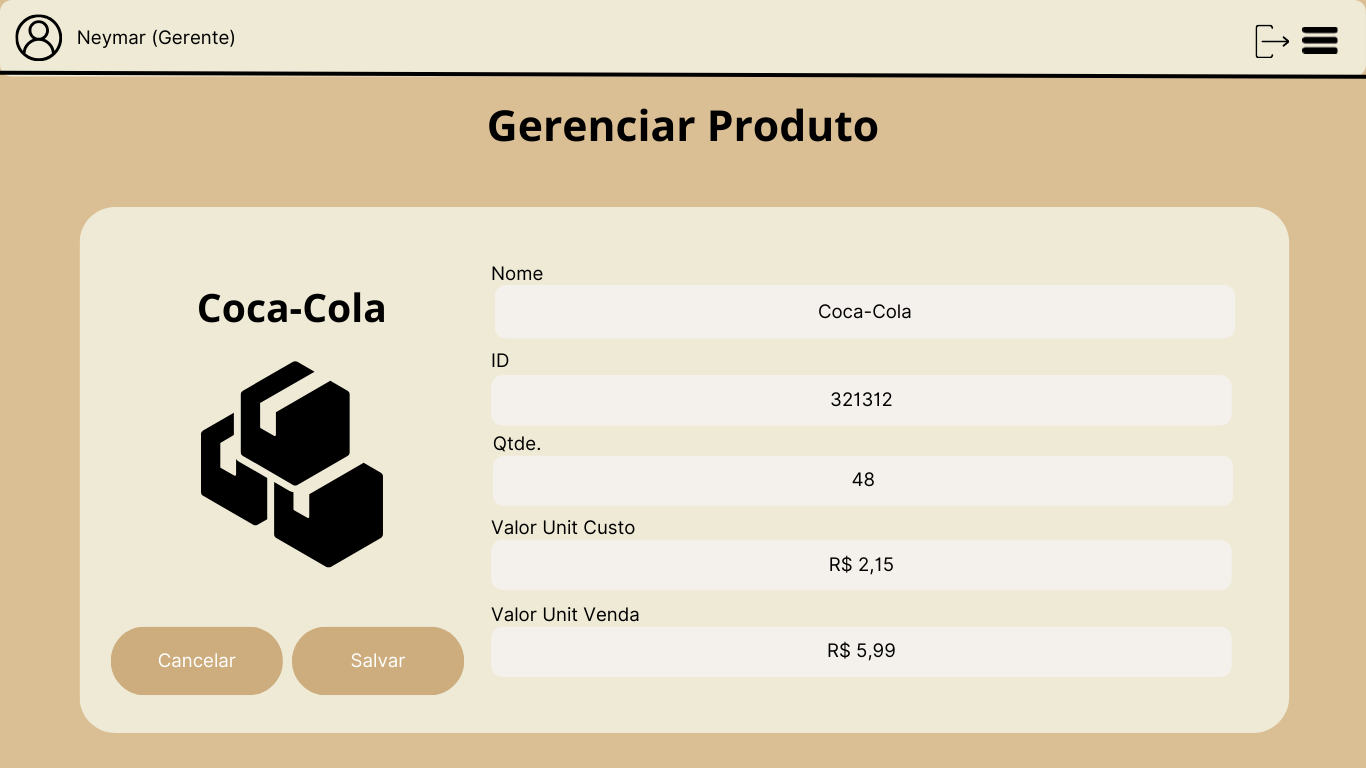 Neymar (Gerente)
Gerenciar Produto
Coca-Cola
Nome
Coca-Cola
ID
321312
Qtde.
48
Valor Unit Custo
R$ 2,15
Valor Unit Venda
R$ 5,99
Cancelar
Salvar